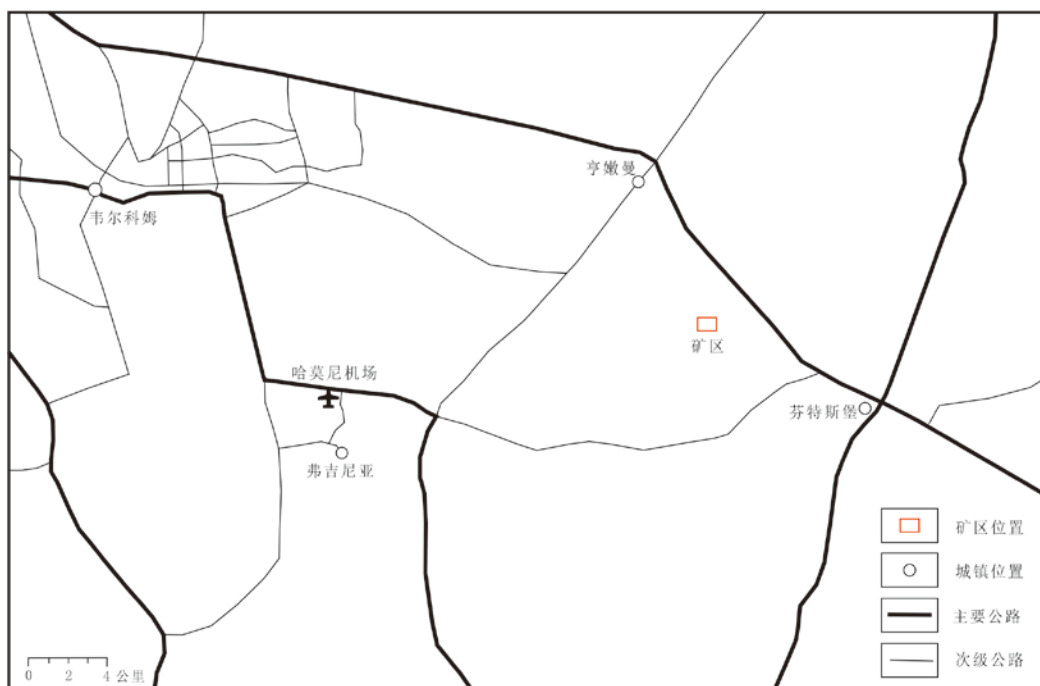 亨嫩曼
韦尔科姆
矿区
哈莫尼机场
芬特斯堡
弗吉尼亚
矿区位置
城镇位置
主要公路
次级公路
0 2 4 公里